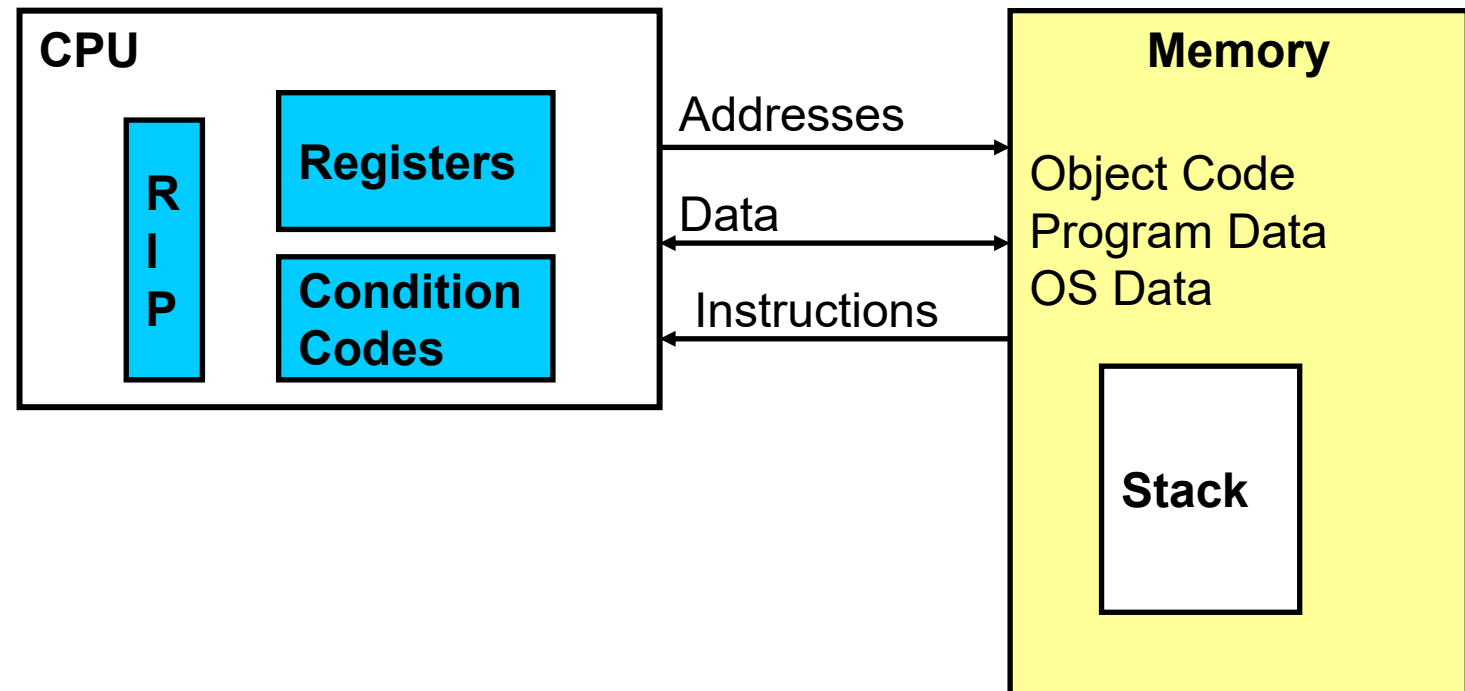 CPU
R
I
P
Registers
Condition
Codes
Addresses
Data
Instructions
Memory
Object Code
Program Data
OS Data
Stack